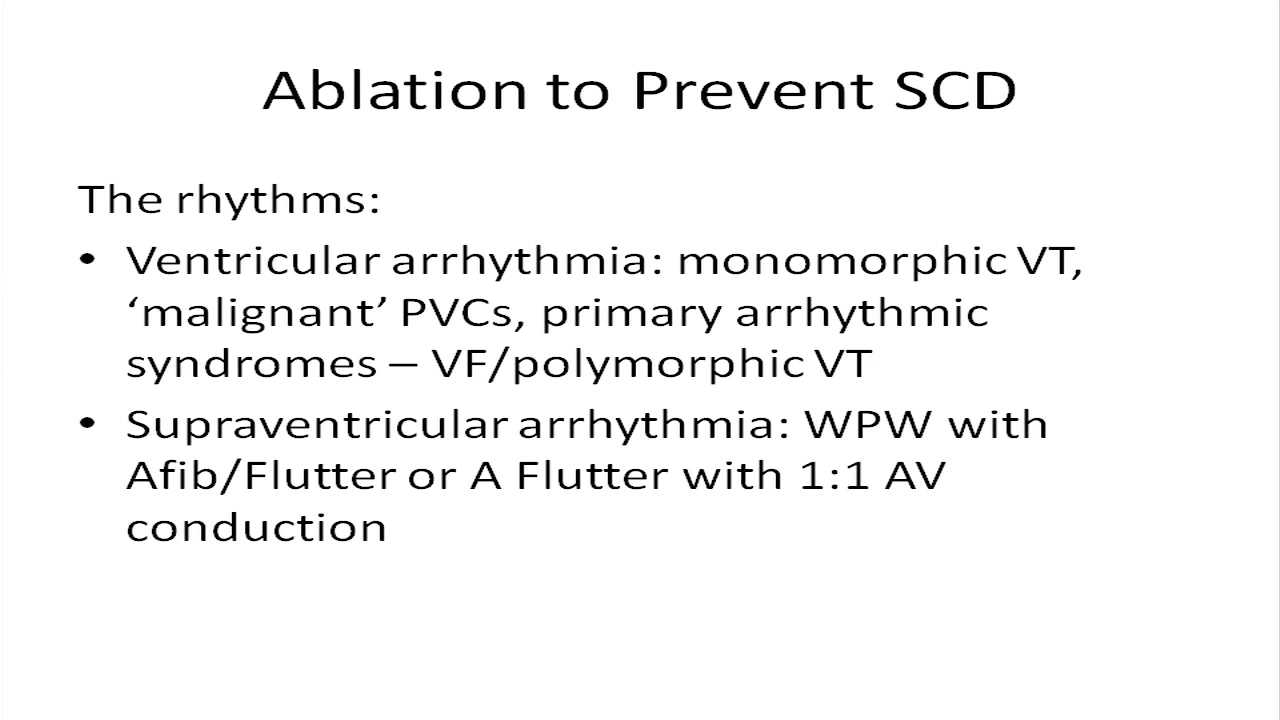 Ablation to Prevent SCD
The rhythms:
• Ventricular arrhythmia: monomorphic VT,
‘malignant’ PVCs, primary arrhythmic
syndromes – VF/polymorphic VT
• Supraventricular arrhythmia: WPW with
Afib/Flutter or A Flutter with 1:1 AV
conduction